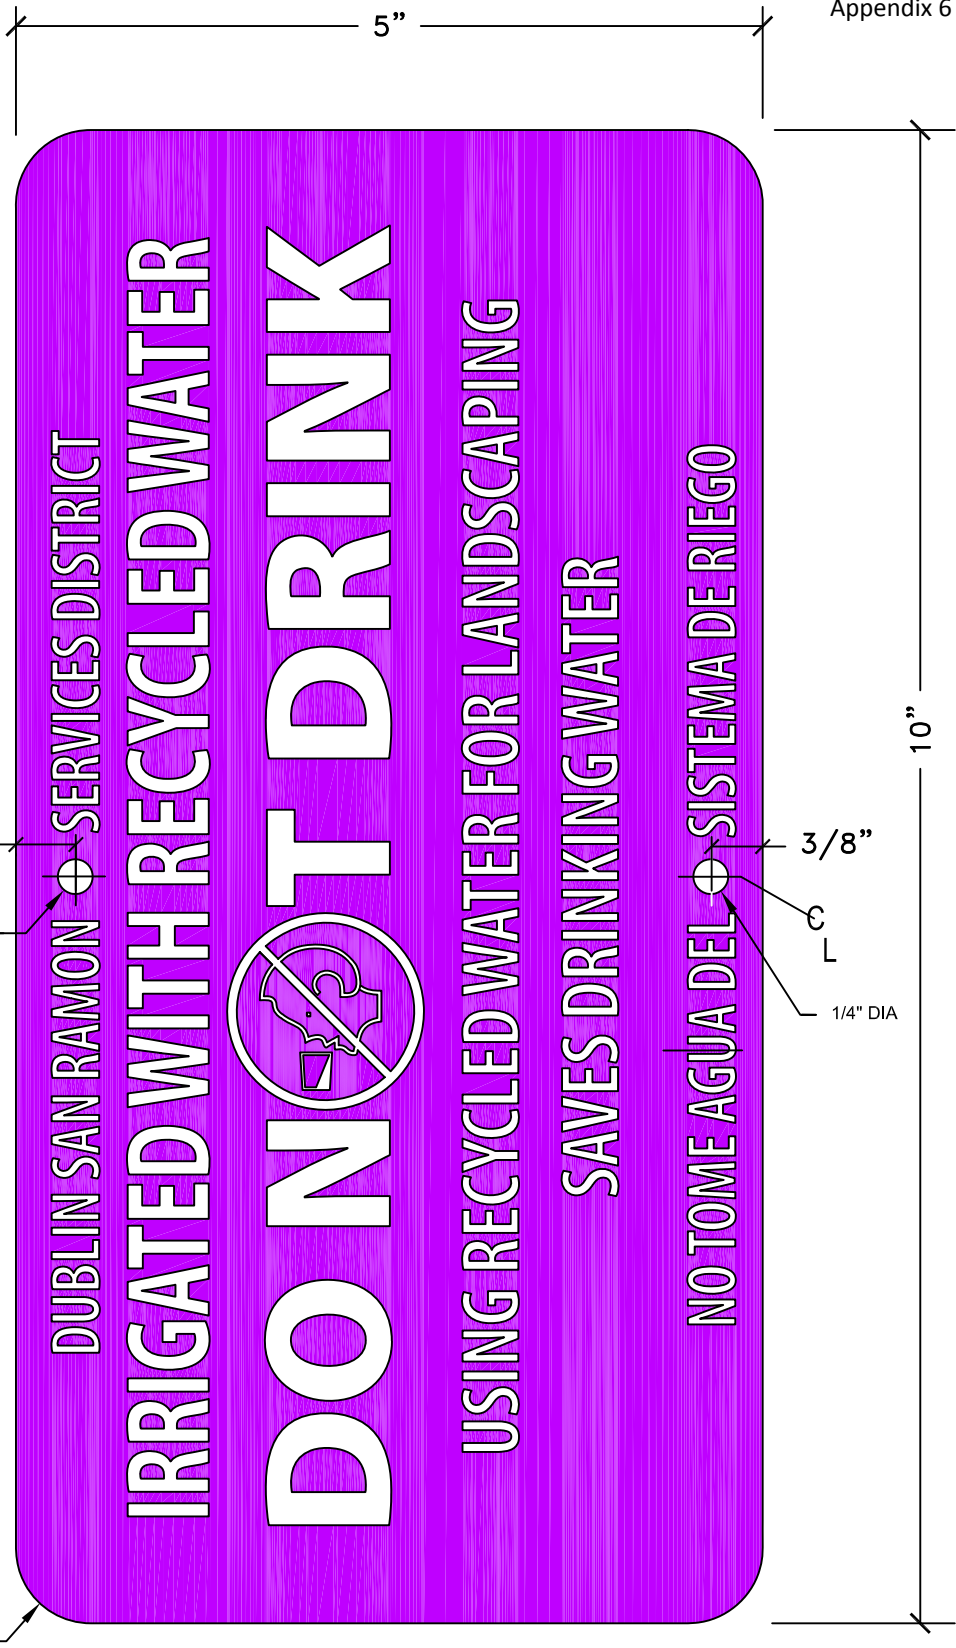 Appendix 6
5”
DUBLIN SAN RAMON SERVICES DISTRICT
IRRIGATED WITH RECYCLED WATER
DO N T DRINK
USING RECYCLED WATER FOR LANDSCAPING
SAVES DRINKING WATER
NO TOME AGUA DEL SISTEMA DE RIEGO
10”
3/8”
C
L
1/4" DIA